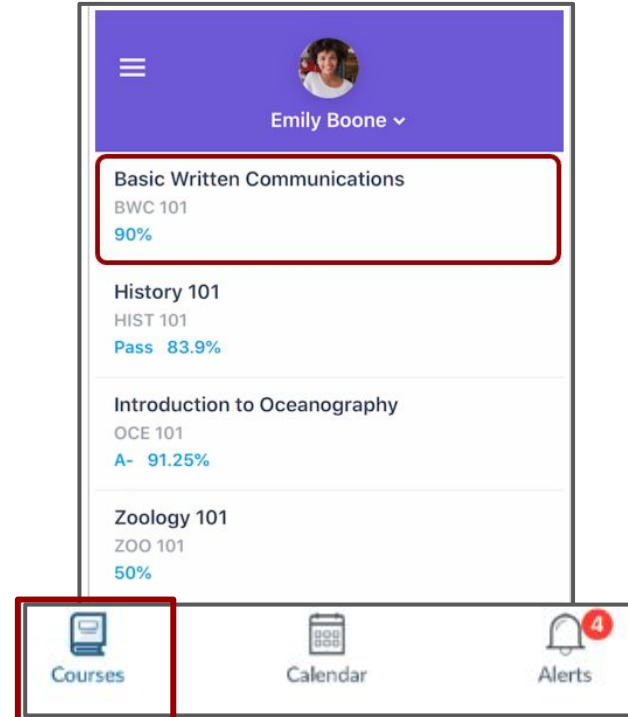 Emily Boone
Basic Written Communications
BWC 101
90%
History 101
HIST 101
Pass 83.9%
Introduction to Oceanography
OCE 101
A- 91.25%
Zoology 101
ZOO 101
50%
4
Courses Calendar Alerts